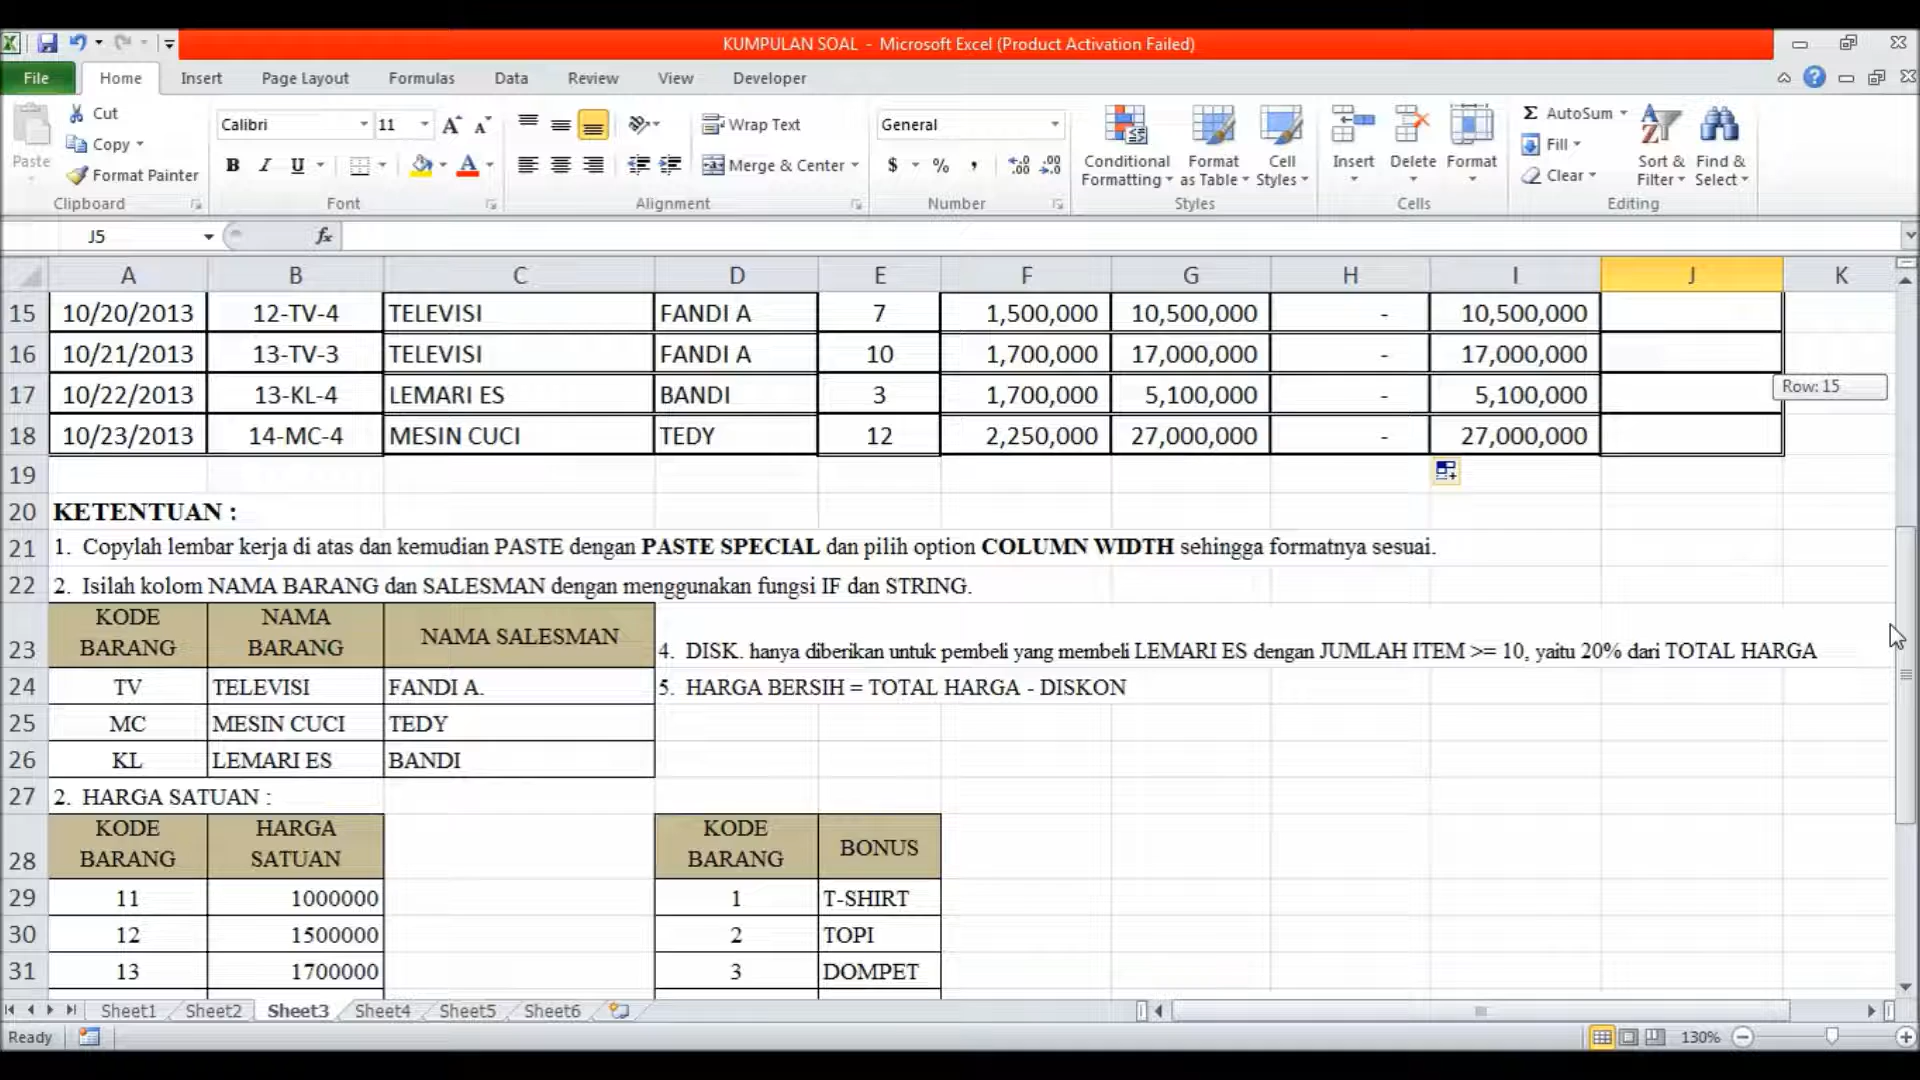 KUMPULAN SOAL - Microsoft Excel (Product Activation Failed)
File Home Insert Page Layout Formulas Data Review View Developer
Paste
Cut
Copy
Format Painter
Clipboard
Calibri 11
B I U
Font
Wrap Text
Merge & Center
Alignment
General
$ % ,
Number
Conditional Formatting
Format as Table
Cell Styles
Styles
Insert Delete Format
Cells
Σ AutoSum
Fill
Clear
Sort & Filter
Find & Select
Editing
J5 fx
A B C D E F G H I J K
15 10/20/2013 12-TV-4 TELEVISI FANDI A 7 1,500,000 10,500,000 - 10,500,000
16 10/21/2013 13-TV-3 TELEVISI FANDI A 10 1,700,000 17,000,000 - 17,000,000
17 10/22/2013 13-KL-4 LEMARI ES BANDI 3 1,700,000 5,100,000 - 5,100,000
Row: 15
18 10/23/2013 14-MC-4 MESIN CUCI TEDY 12 2,250,000 27,000,000 - 27,000,000
19
20 KETENTUAN :
21 1. Copylah lembar kerja di atas dan kemudian PASTE dengan PASTE SPECIAL dan pilih option COLUMN WIDTH sehingga formatnya sesuai.
22 2. Isilah kolom NAMA BARANG dan SALESMAN dengan menggunakan fungsi IF dan STRING.
23 KODE BARANG NAMA BARANG NAMA SALESMAN 4. DISK. hanya diberikan untuk pembeli yang membeli LEMARI ES dengan JUMLAH ITEM >= 10, yaitu 20% dari TOTAL HARGA
24 TV TELEVISI FANDI A. 5. HARGA BERSIH = TOTAL HARGA - DISKON
25 MC MESIN CUCI TEDY
26 KL LEMARI ES BANDI
27 2. HARGA SATUAN :
28 KODE BARANG HARGA SATUAN KODE BARANG BONUS
29 11 1000000 1 T-SHIRT
30 12 1500000 2 TOPI
31 13 1700000 3 DOMPET
Sheet1 Sheet2 Sheet3 Sheet4 Sheet5 Sheet6
Ready 130%